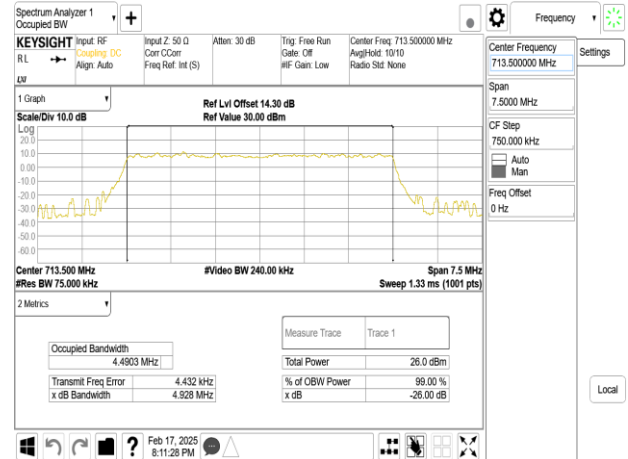 Spectrum Analyzer 1
Occupied BW
Frequency
KEYSIGHT
Input: RF
Coupling: DC
Align: Auto
Input Z: 50 Ω
Corr CCorr
Freq Ref: Int (S)
Atten: 30 dB
Trig: Free Run
Gate: Off
#IF Gain: Low
Center Freq: 713.500000 MHz
Avg|Hold: 10/10
Radio Std: None
RL
LXI
Center Frequency
713.500000 MHz
Settings
Span
7.5000 MHz
CF Step
750.000 kHz
Auto
Man
Freq Offset
0 Hz
1 Graph
Ref Lvl Offset 14.30 dB
Scale/Div 10.0 dB
Ref Value 30.00 dBm
Log
20.0
10.0
0.00
-10.0
-20.0
-30.0
-40.0
-50.0
-60.0
Center 713.500 MHz
#Video BW 240.00 kHz
Span 7.5 MHz
#Res BW 75.000 kHz
Sweep 1.33 ms (1001 pts)
2 Metrics
Measure Trace
Trace 1
Occupied Bandwidth
4.4903 MHz
Total Power
26.0 dBm
Transmit Freq Error
4.432 kHz
% of OBW Power
99.00 %
x dB Bandwidth
4.928 MHz
x dB
-26.00 dB
Local
?
Feb 17, 2025
8:11:28 PM